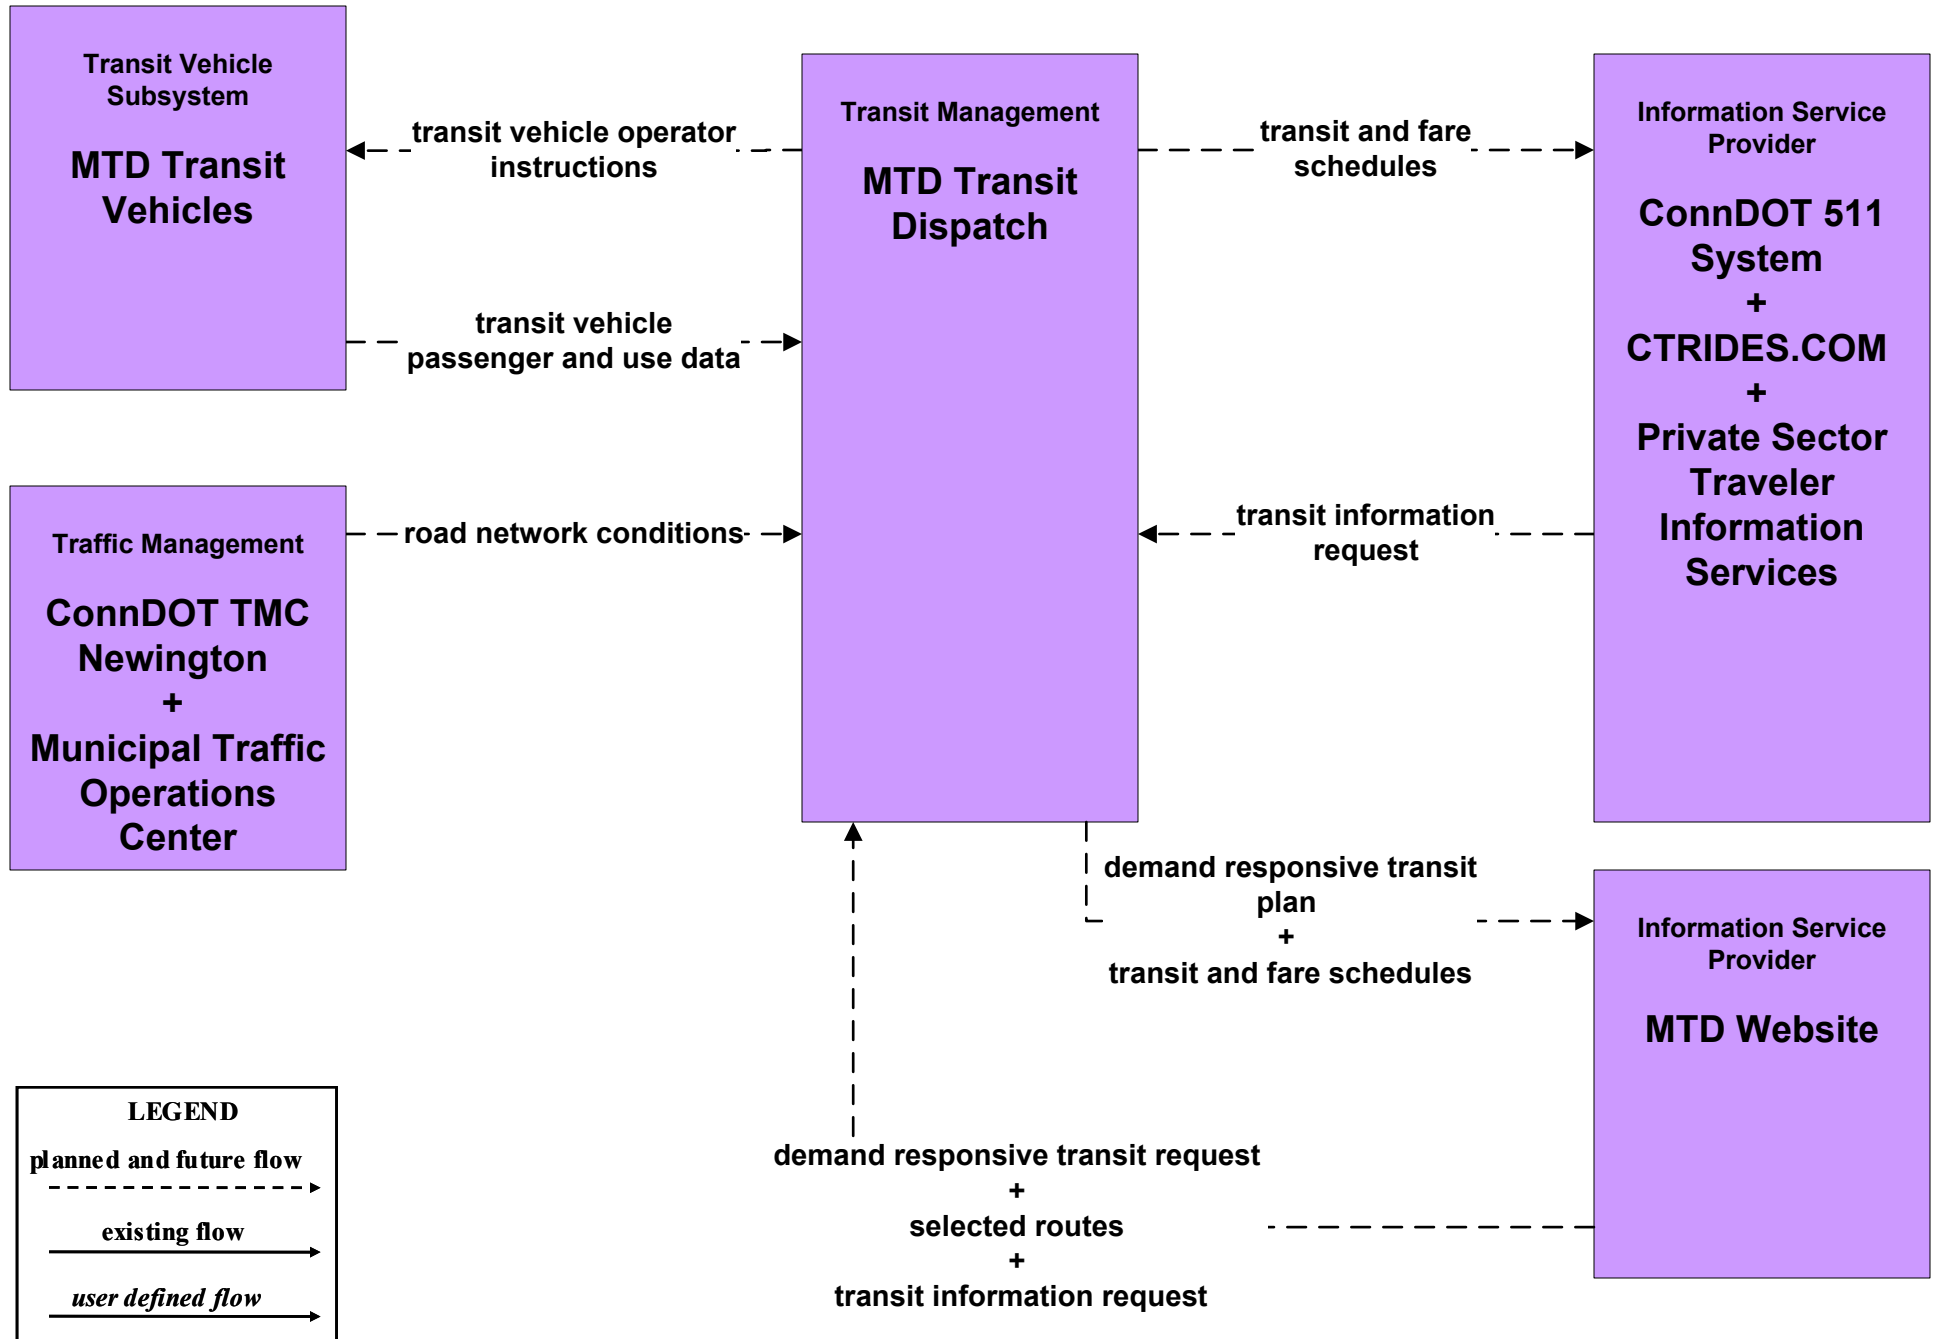 Transit Vehicle
Subsystem
MTD Transit
Vehicles
transit vehicle operator
instructions
transit vehicle
passenger and use data
Transit Management
MTD Transit
Dispatch
transit and fare
schedules
transit information
request
Information Service
Provider
ConnDOT 511
System
+
CTRIDES.COM
+
Private Sector
Traveler
Information
Services
Traffic Management
ConnDOT TMC
Newington
+
Municipal Traffic
Operations
Center
road network conditions
demand responsive transit
plan
+
transit and fare schedules
Information Service
Provider
MTD Website
demand responsive transit request
+
selected routes
+
transit information request
LEGEND
planned and future flow
existing flow
user defined flow